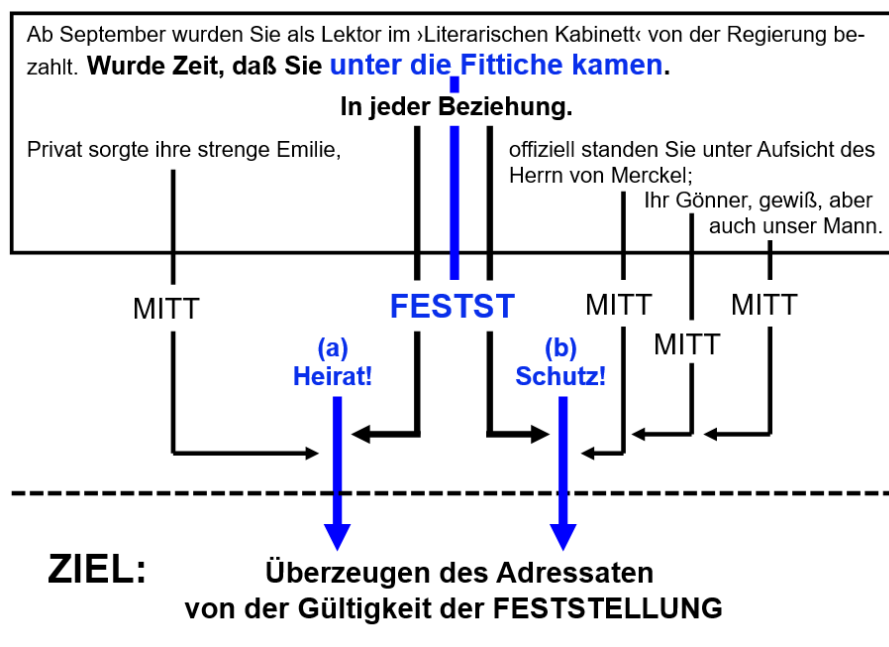 Ab September wurden Sie als Lektor im ›Literarischen Kabinett‹ von der Regierung be-
zahlt. Wurde Zeit, daß Sie unter die Fittiche kamen.
In jeder Beziehung.
Privat sorgte ihre strenge Emilie,
offiziell standen Sie unter Aufsicht des
Herrn von Merckel;
Ihr Gönner, gewiß, aber
auch unser Mann.
MITT
FESTST
MITT
MITT
MITT
(a)
Heirat!
(b)
Schutz!
ZIEL:
Überzeugen des Adressaten
von der Gültigkeit der FESTSTELLUNG